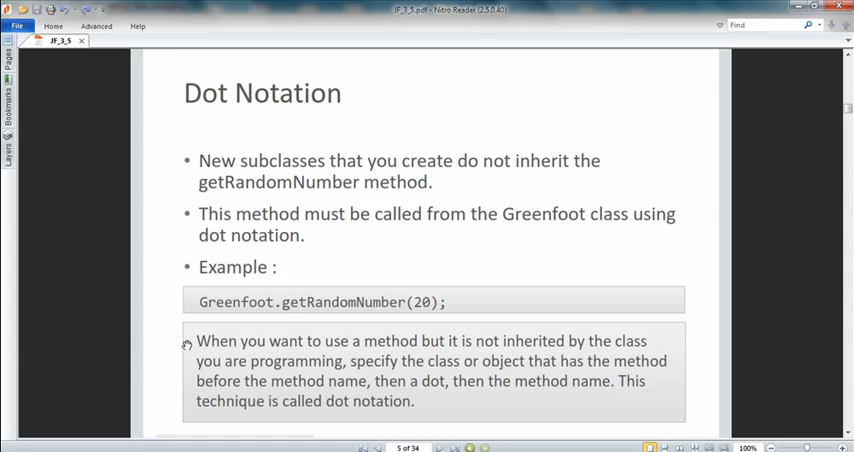 JF_3_5.pdf - Nitro Reader (2.5.0.40)
File Home Advanced Help Find
JF_3_5
Pages
Bookmarks
Layers
Dot Notation
• New subclasses that you create do not inherit the
getRandomNumber method.
• This method must be called from the Greenfoot class using
dot notation.
• Example :
Greenfoot.getRandomNumber(20);
When you want to use a method but it is not inherited by the class
you are programming, specify the class or object that has the method
before the method name, then a dot, then the method name. This
technique is called dot notation.
5 of 34
100%